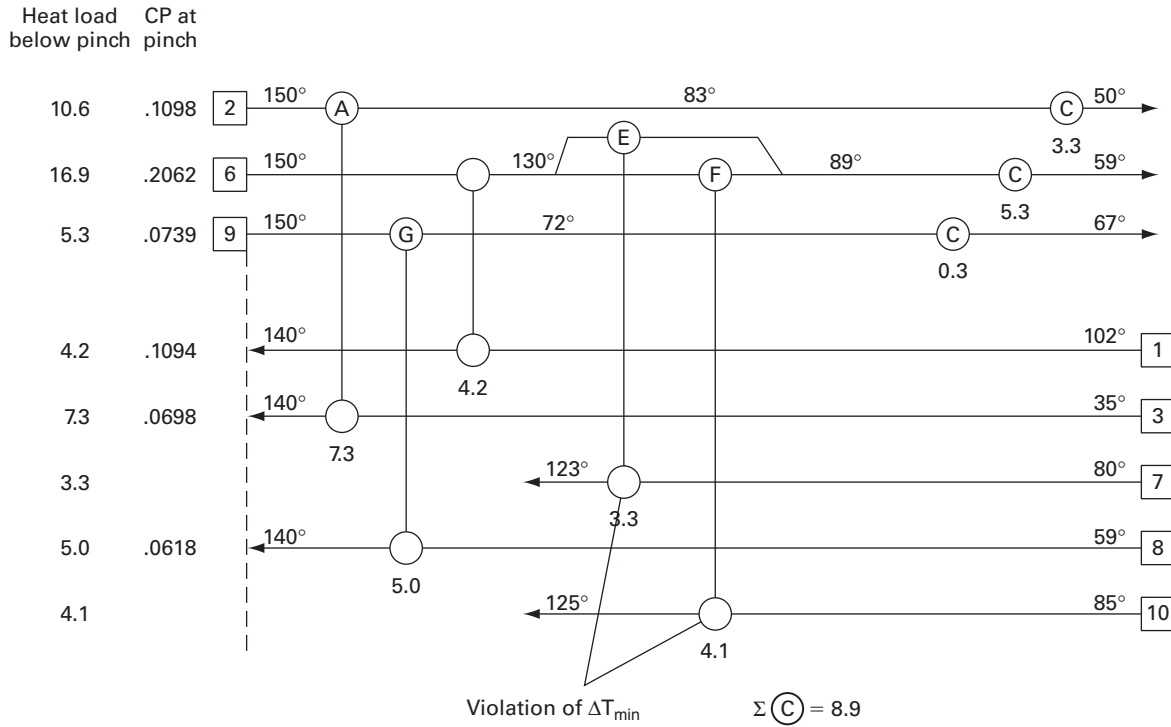 Heat load below pinch
CP at pinch
10.6 .1098 2 150° A 83° C 50°
3.3
E
16.9 .2062 6 150° 130° F 89° C 59°
5.3
5.3 .0739 9 150° G 72° C 67°
0.3
4.2 .1094 140° 102° 1
4.2
7.3 .0698 140° 35° 3
7.3
3.3 123° 80° 7
3.3
5.0 .0618 140° 59° 8
5.0
4.1 125° 85° 10
4.1
Violation of ΔTmin
Σ C = 8.9